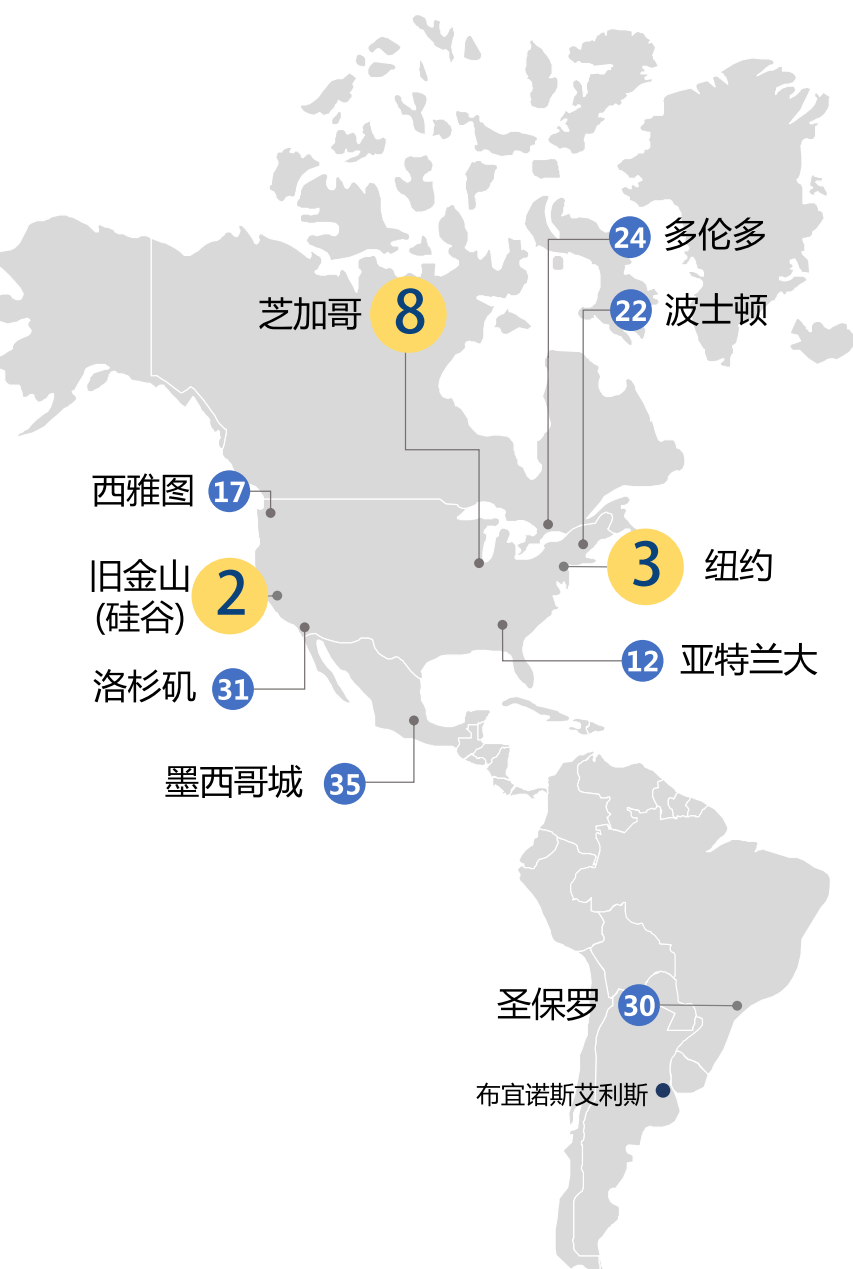 24 多伦多
芝加哥 8
22 波士顿
西雅图 17
旧金山
(硅谷)
2
3 纽约
12 亚特兰大
洛杉矶 31
墨西哥城 35
圣保罗 30
布宜诺斯艾利斯